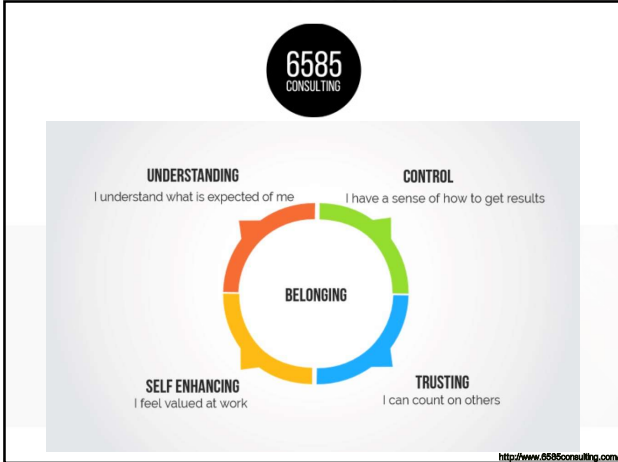 6585
CONSULTING
UNDERSTANDING
I understand what is expected of me
CONTROL
I have a sense of how to get results
BELONGING
SELF ENHANCING
I feel valued at work
TRUSTING
I can count on others
http://www.6585consulting.com/